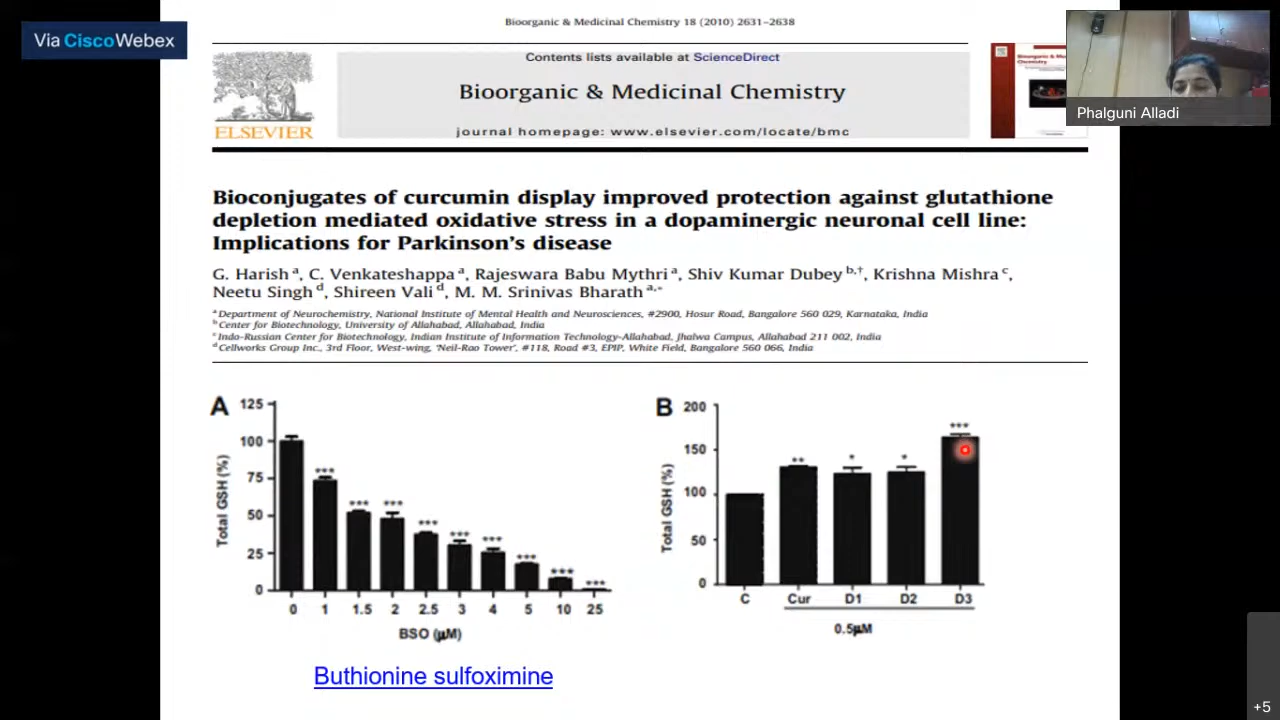 Bioorganic & Medicinal Chemistry 18 (2010) 2631–2638
Via CiscoWebex
Contents lists available at ScienceDirect
Bioorganic & Medicinal Chemistry
journal homepage: www.elsevier.com/locate/bmc
ELSEVIER
Phalguni Alladi
Bioconjugates of curcumin display improved protection against glutathione
depletion mediated oxidative stress in a dopaminergic neuronal cell line:
Implications for Parkinson's disease
G. Harish a, C. Venkateshappa a, Rajeswara Babu Mythri a, Shiv Kumar Dubey b,†, Krishna Mishra c,
Neetu Singh d, Shireen Vali d, M. M. Srinivas Bharath a,*
a Department of Neurochemistry, National Institute of Mental Health and Neurosciences, #2900, Hosur Road, Bangalore 560 029, Karnataka, India
b Center for Biotechnology, University of Allahabad, Allahabad, India
c Indo-Russian Center for Biotechnology, Indian Institute of Information Technology-Allahabad, Jhalwa Campus, Allahabad 211 002, India
d Cellworks Group Inc., 3rd Floor, West-wing, 'Neil-Rao Tower', #118, Road #3, EPIP, White Field, Bangalore 560 066, India
A
Total GSH (%)
125
100
75
50
25
0
*** *** *** *** *** *** *** *** ***
0 1 1.5 2 2.5 3 4 5 10 25
BSO (µM)
B
Total GSH (%)
200
150
100
50
0
** * * ***
C Cur D1 D2 D3
0.5µM
Buthionine sulfoximine
+5